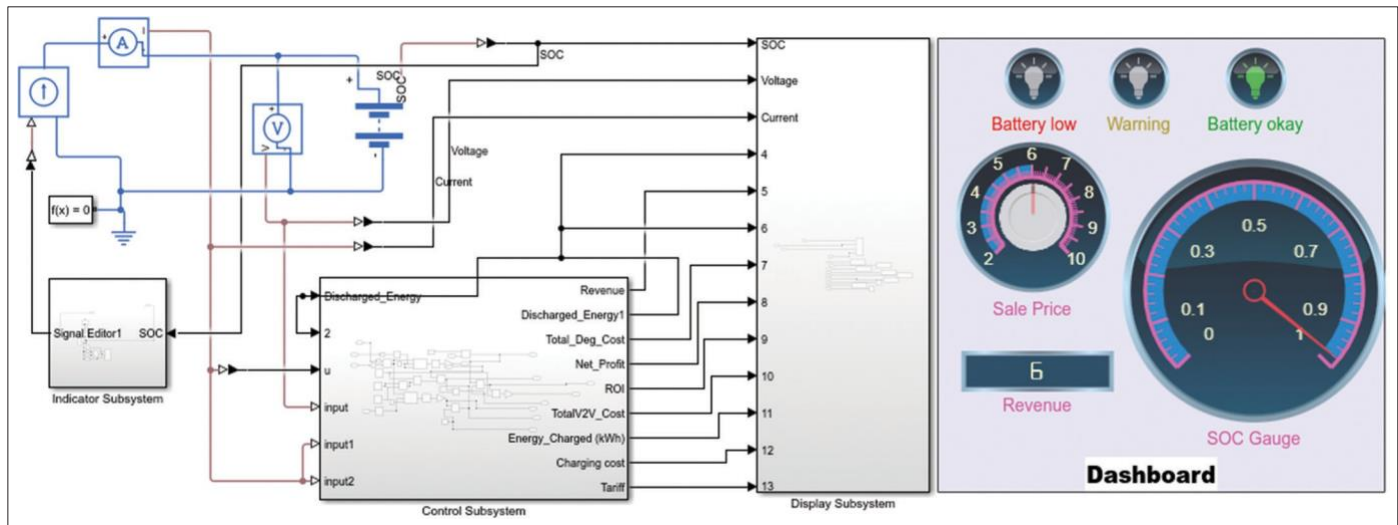 A
+
-
I
SOC
SOC
SOC
+
-
V
+
-
V
Voltage
Current
f(x) = 0
Signal Editor1
SOC
Indicator Subsystem
Discharged_Energy
2
u
input
input1
input2
Revenue
Discharged_Energy1
Total_Deg_Cost
Net_Profit
ROI
TotalV2V_Cost
Energy_Charged (kWh)
Charging cost
Tariff
Control Subsystem
SOC
Voltage
Current
4
5
6
7
8
9
10
11
12
13
Display Subsystem
Battery low
Warning
Battery okay
2
3
4
5
6
7
8
9
10
Sale Price
6
Revenue
0
0.1
0.3
0.5
0.7
0.9
1
SOC Gauge
Dashboard